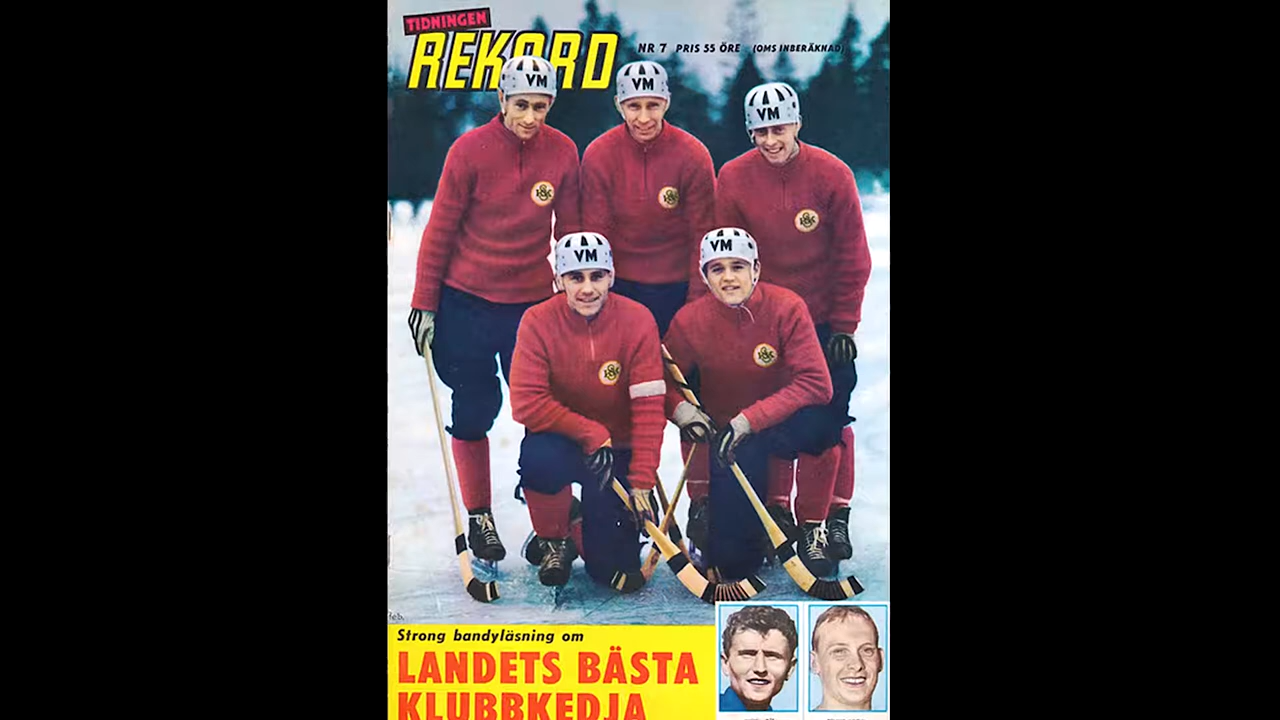 TIDNINGEN
REKORD
NR 7 PRIS 55 ÖRE (OMS INBERÄKNAD)
VM
VM
VM
VM
VM
feb.
Strong bandyläsning om
LANDETS BÄSTA
KLUBBKEDJA